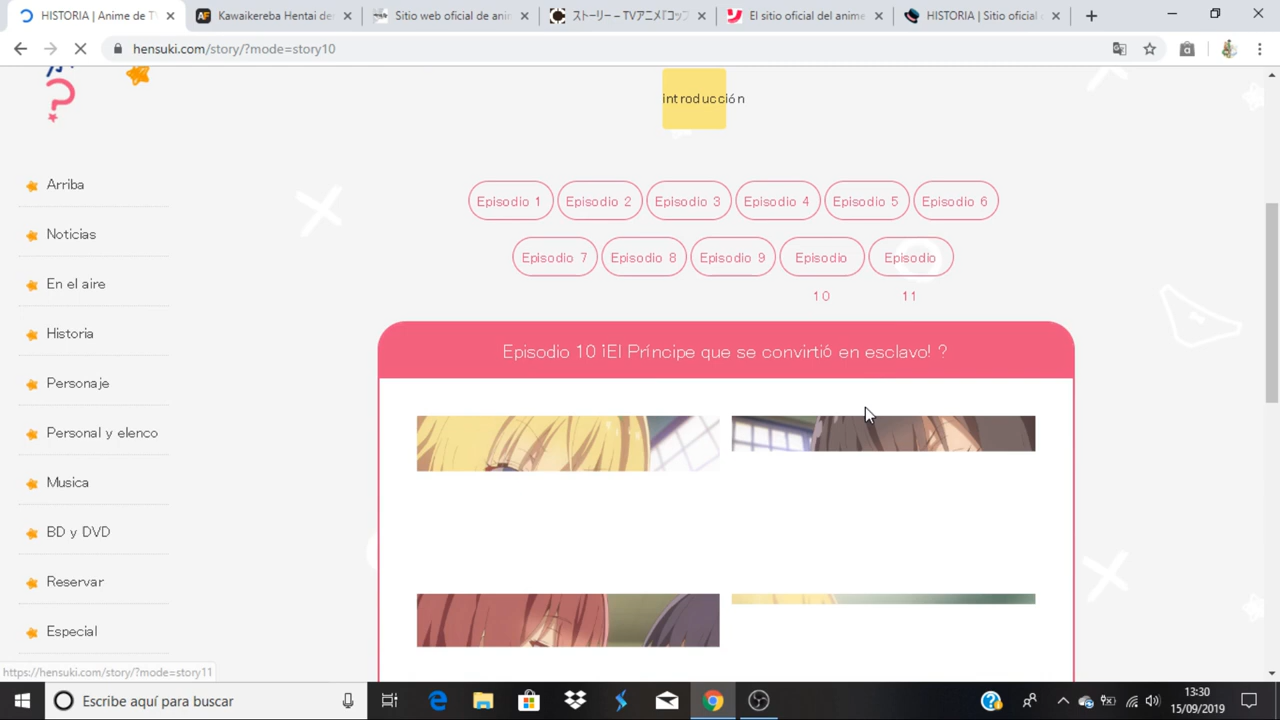 HISTORIA | Anime de T
Kawaikereba Hentai de
Sitio web oficial de anim
ストーリー – TVアニメ『コップ
El sitio oficial del anime
HISTORIA | Sitio oficial
hensuki.com/story/?mode=story10
introducción
Arriba
Noticias
En el aire
Historia
Personaje
Personal y elenco
Musica
BD y DVD
Reservar
Especial
Episodio 1 Episodio 2 Episodio 3 Episodio 4 Episodio 5 Episodio 6
Episodio 7 Episodio 8 Episodio 9 Episodio Episodio
10 11
Episodio 10 ¡El Príncipe que se convirtió en esclavo! ?
https://hensuki.com/story/?mode=story11
Escribe aquí para buscar
13:30
15/09/2019